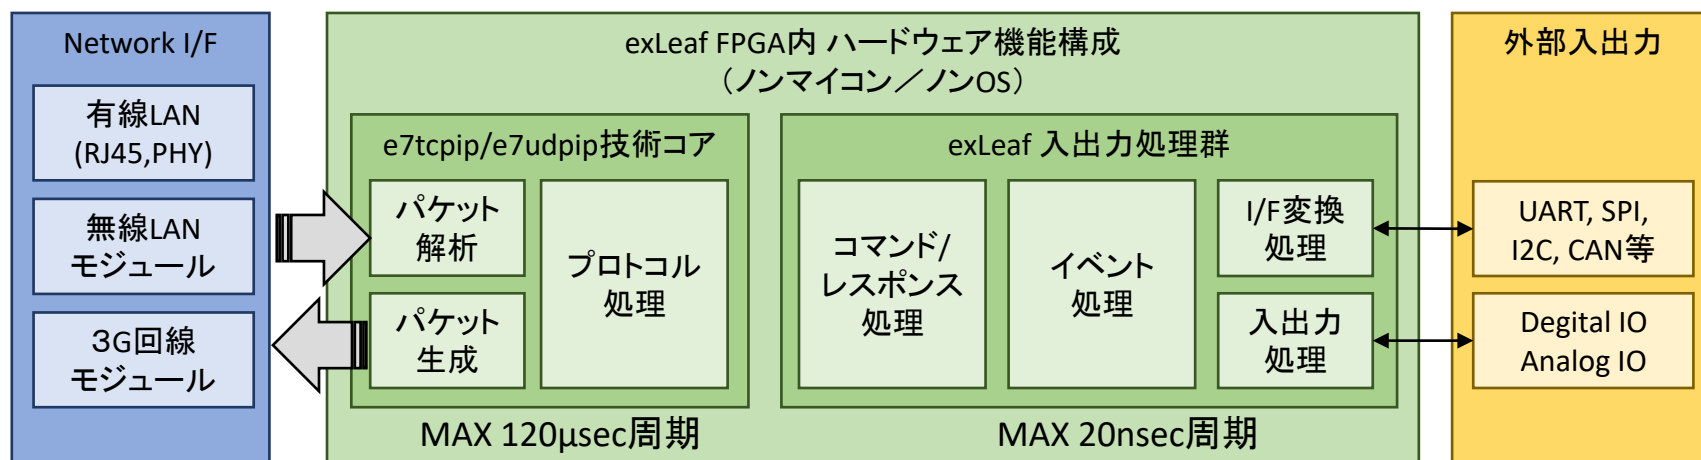 Network I/F
有線LAN
(RJ45,PHY)
無線LAN
モジュール
３G回線
モジュール
exLeaf FPGA内 ハードウェア機能構成
（ノンマイコン／ノンOS）
e7tcpip/e7udpip技術コア
パケット
解析
パケット
生成
プロトコル
処理
MAX 120μsec周期
exLeaf 入出力処理群
コマンド/
レスポンス
処理
イベント
処理
I/F変換
処理
入出力
処理
MAX 20nsec周期
外部入出力
UART, SPI,
I2C, CAN等
Degital IO
Analog IO